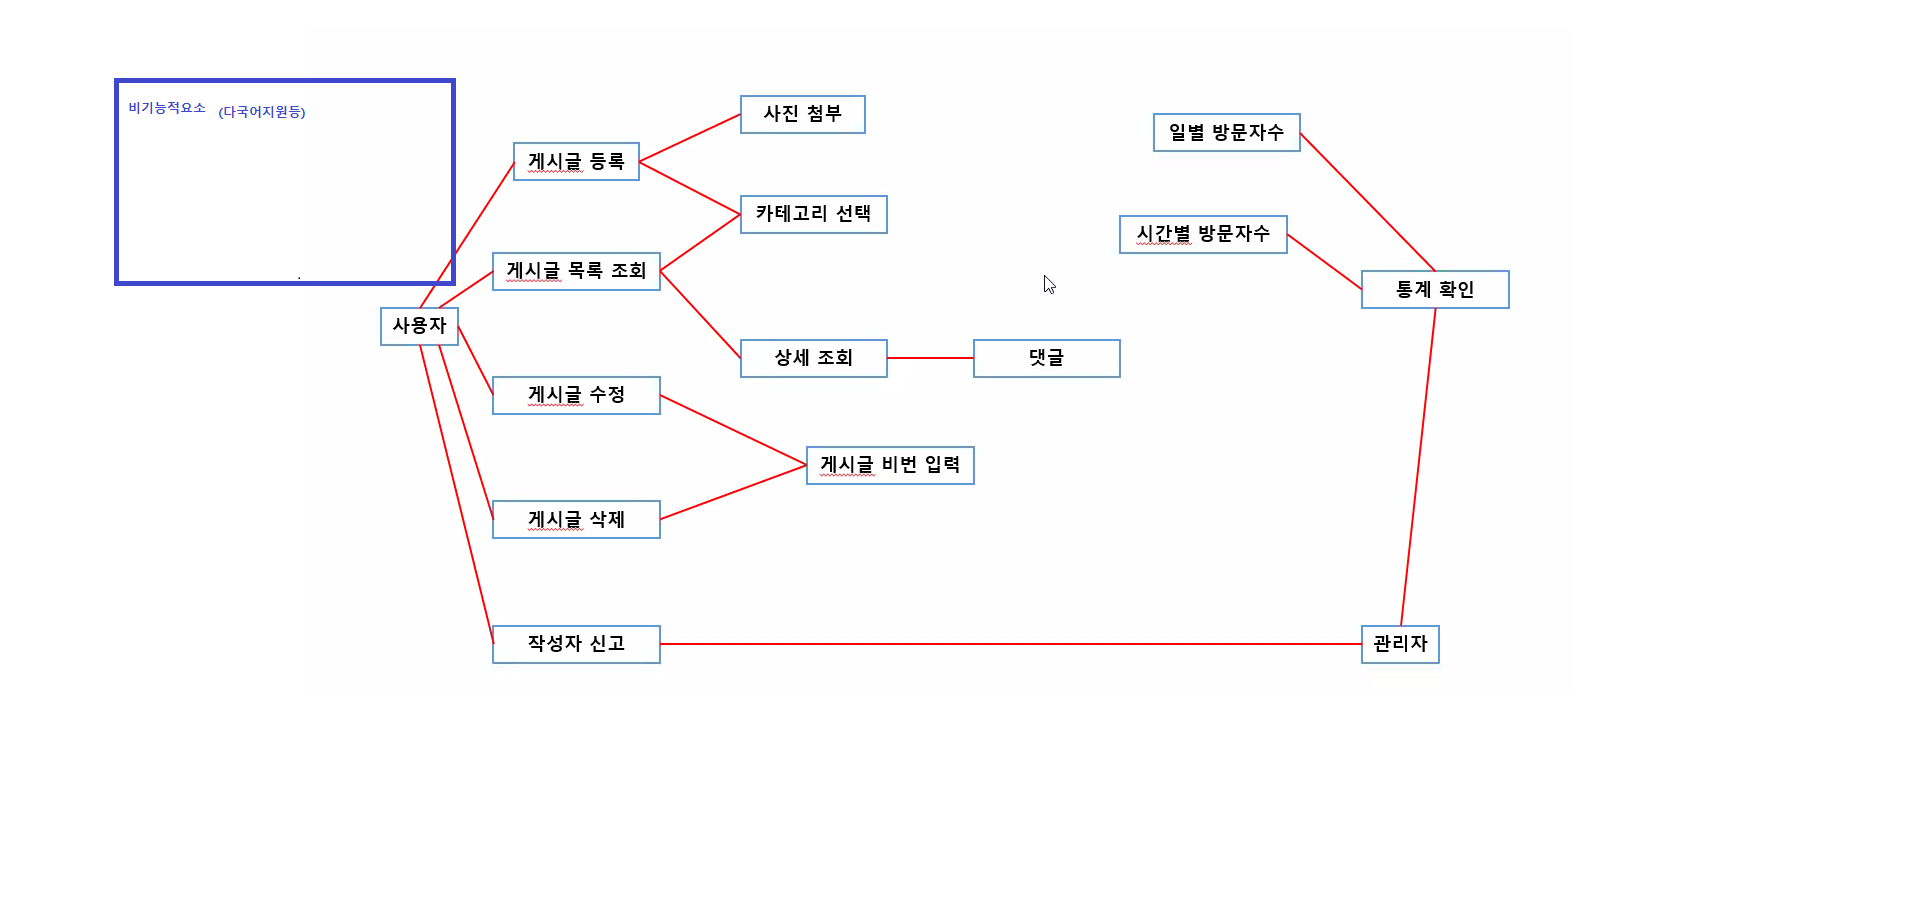 비기능적요소 (다국어지원등)
사진 첨부
일별 방문자수
게시글 등록
카테고리 선택
시간별 방문자수
게시글 목록 조회
통계 확인
사용자
상세 조회
댓글
게시글 수정
게시글 비번 입력
게시글 삭제
작성자 신고
관리자